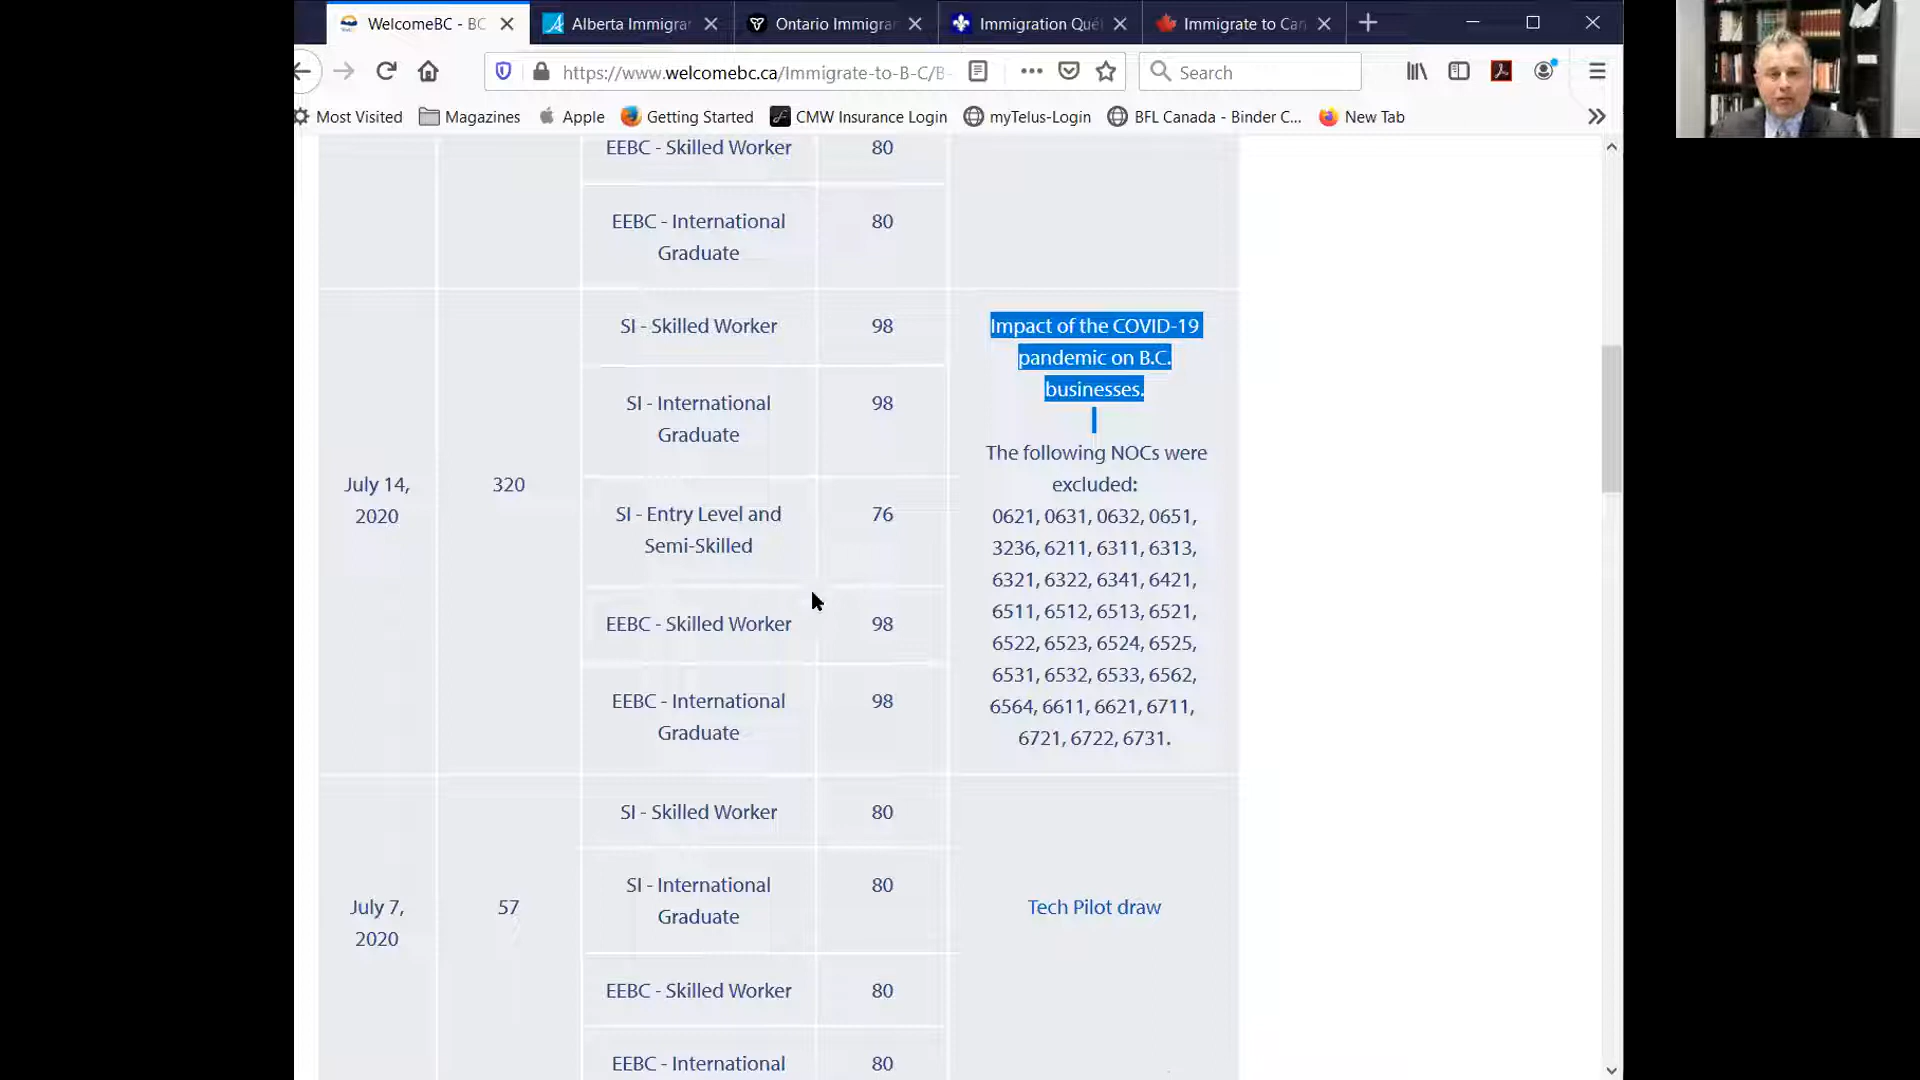 WelcomeBC - BC
Alberta Immigra
Ontario Immigra
Immigration Qué
Immigrate to Ca
https://www.welcomebc.ca/Immigrate-to-B-C/B-
Search
Most Visited
Magazines
Apple
Getting Started
CMW Insurance Login
myTelus-Login
BFL Canada - Binder C...
New Tab
EEBC - Skilled Worker 80
EEBC - International 80
Graduate
July 14,
2020
320
SI - Skilled Worker 98
SI - International 98
Graduate
SI - Entry Level and 76
Semi-Skilled
EEBC - Skilled Worker 98
EEBC - International 98
Graduate
Impact of the COVID-19
pandemic on B.C.
businesses.
The following NOCs were
excluded:
0621, 0631, 0632, 0651,
3236, 6211, 6311, 6313,
6321, 6322, 6341, 6421,
6511, 6512, 6513, 6521,
6522, 6523, 6524, 6525,
6531, 6532, 6533, 6562,
6564, 6611, 6621, 6711,
6721, 6722, 6731.
July 7,
2020
57
SI - Skilled Worker 80
SI - International 80
Graduate
EEBC - Skilled Worker 80
EEBC - International 80
Tech Pilot draw